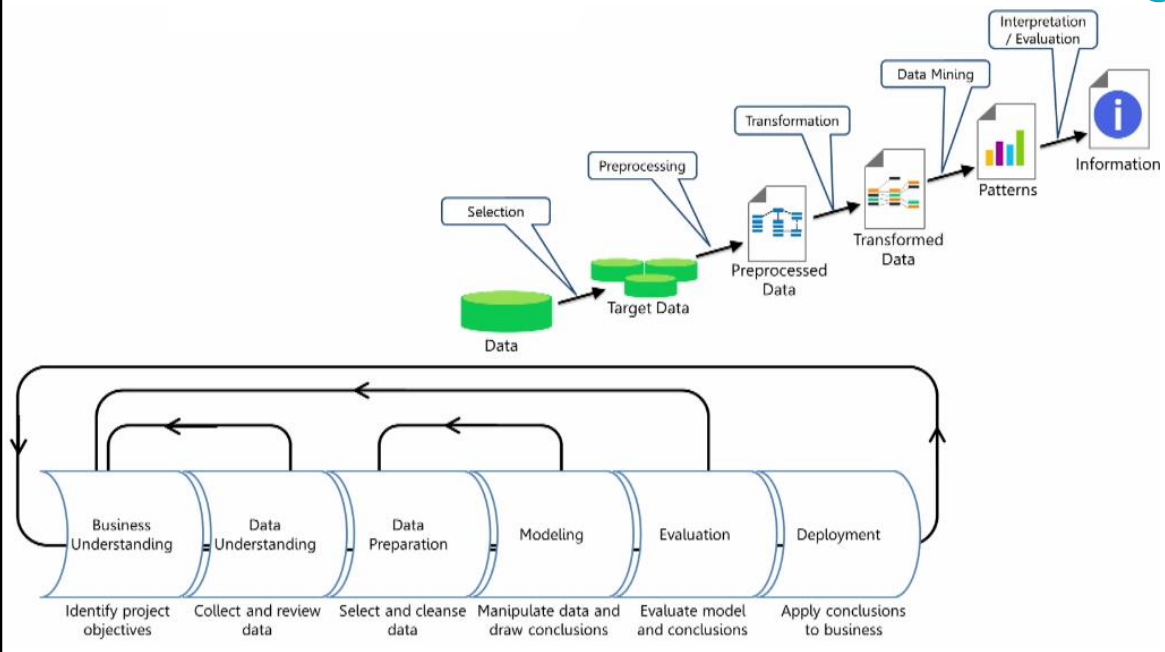 Interpretation
/ Evaluation
Data Mining
Transformation
Preprocessing
Selection
i
Information
Patterns
Transformed
Data
Preprocessed
Data
Target Data
Data
Business
Understanding
Data
Understanding
Data
Preparation
Modeling
Evaluation
Deployment
Identify project
objectives
Collect and review
data
Select and cleanse
data
Manipulate data and
draw conclusions
Evaluate model
and conclusions
Apply conclusions
to business